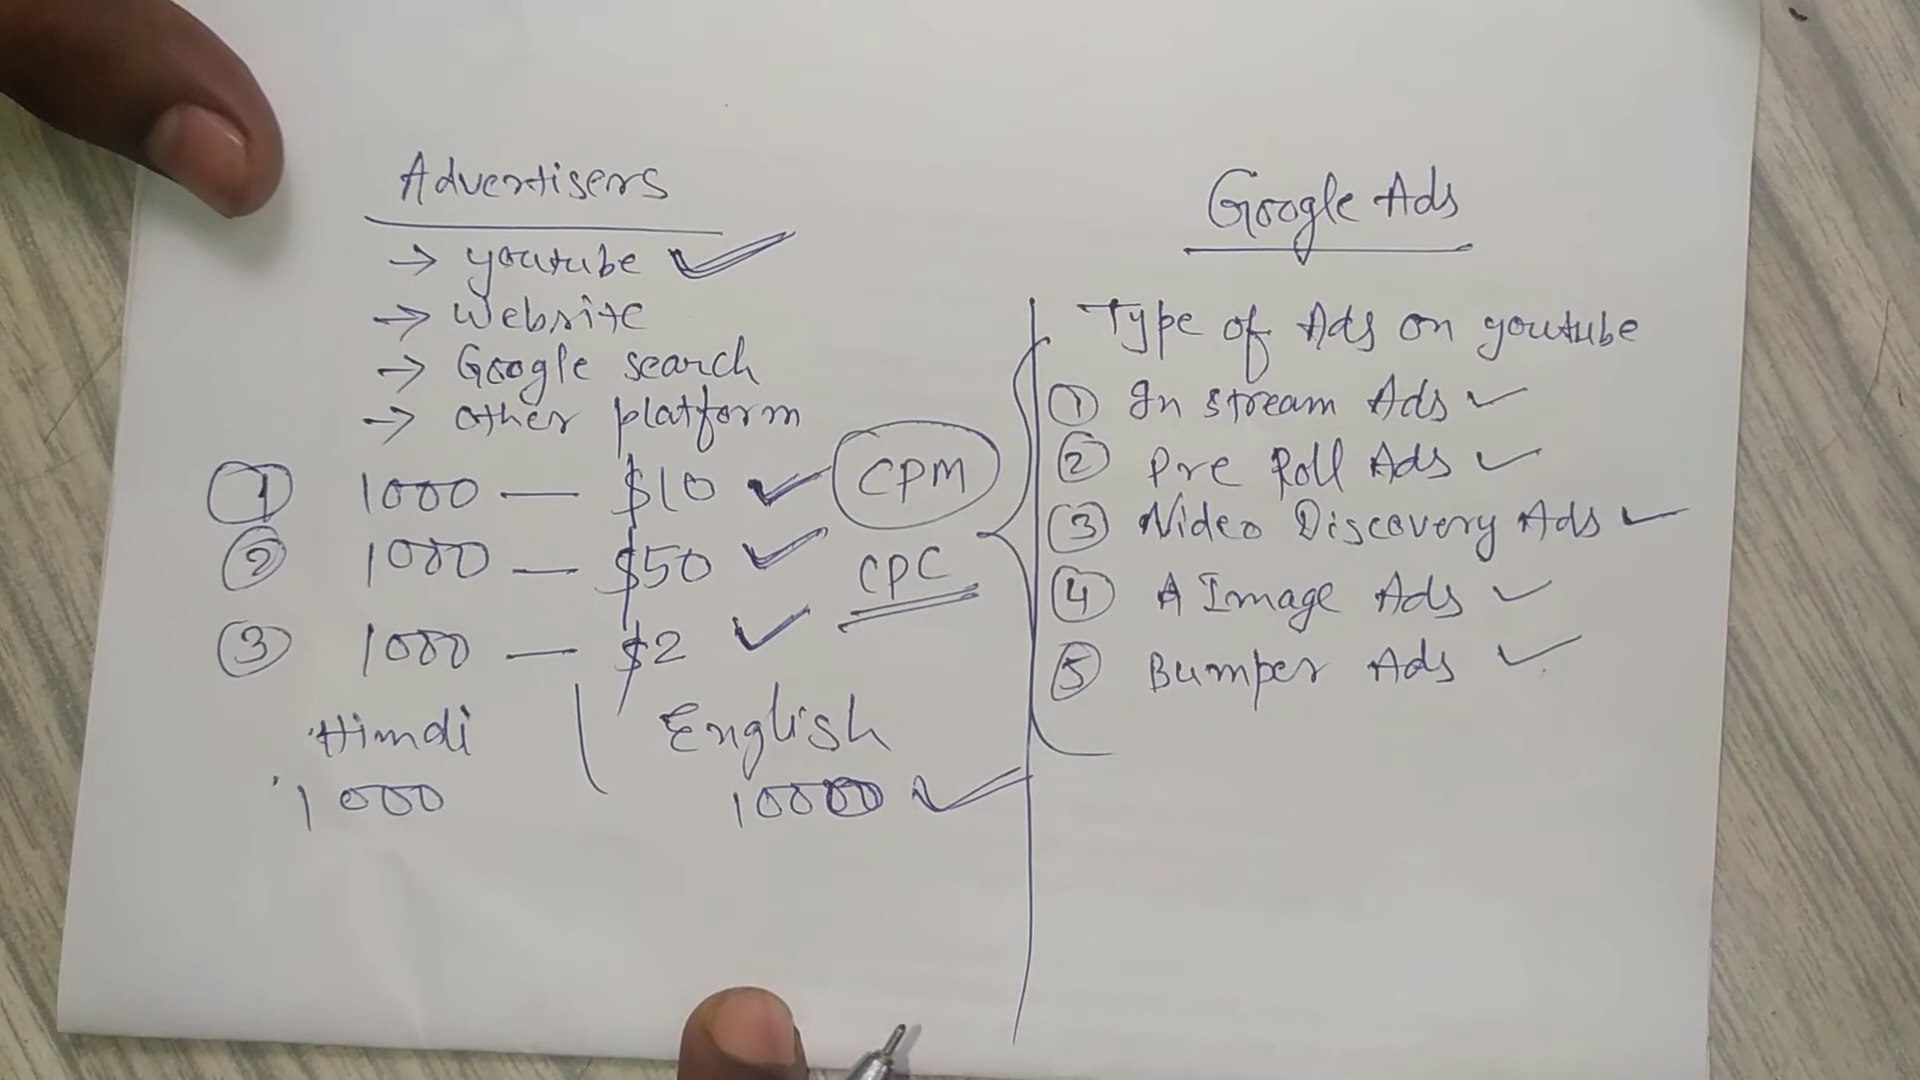 Advertisers
→ youtube ✓
→ Website
→ Google search
→ other platform
① 1000 — $10 ✓ CPM
② 1000 — $50 ✓ CPC
③ 1000 — $2 ✓
Hindi | English
1000 10000 ✓
Google Ads
Type of Ads on youtube
① In stream Ads ✓
② Pre Roll Ads ✓
③ Video Discovery Ads ✓
④ A Image Ads ✓
⑤ Bumper Ads ✓